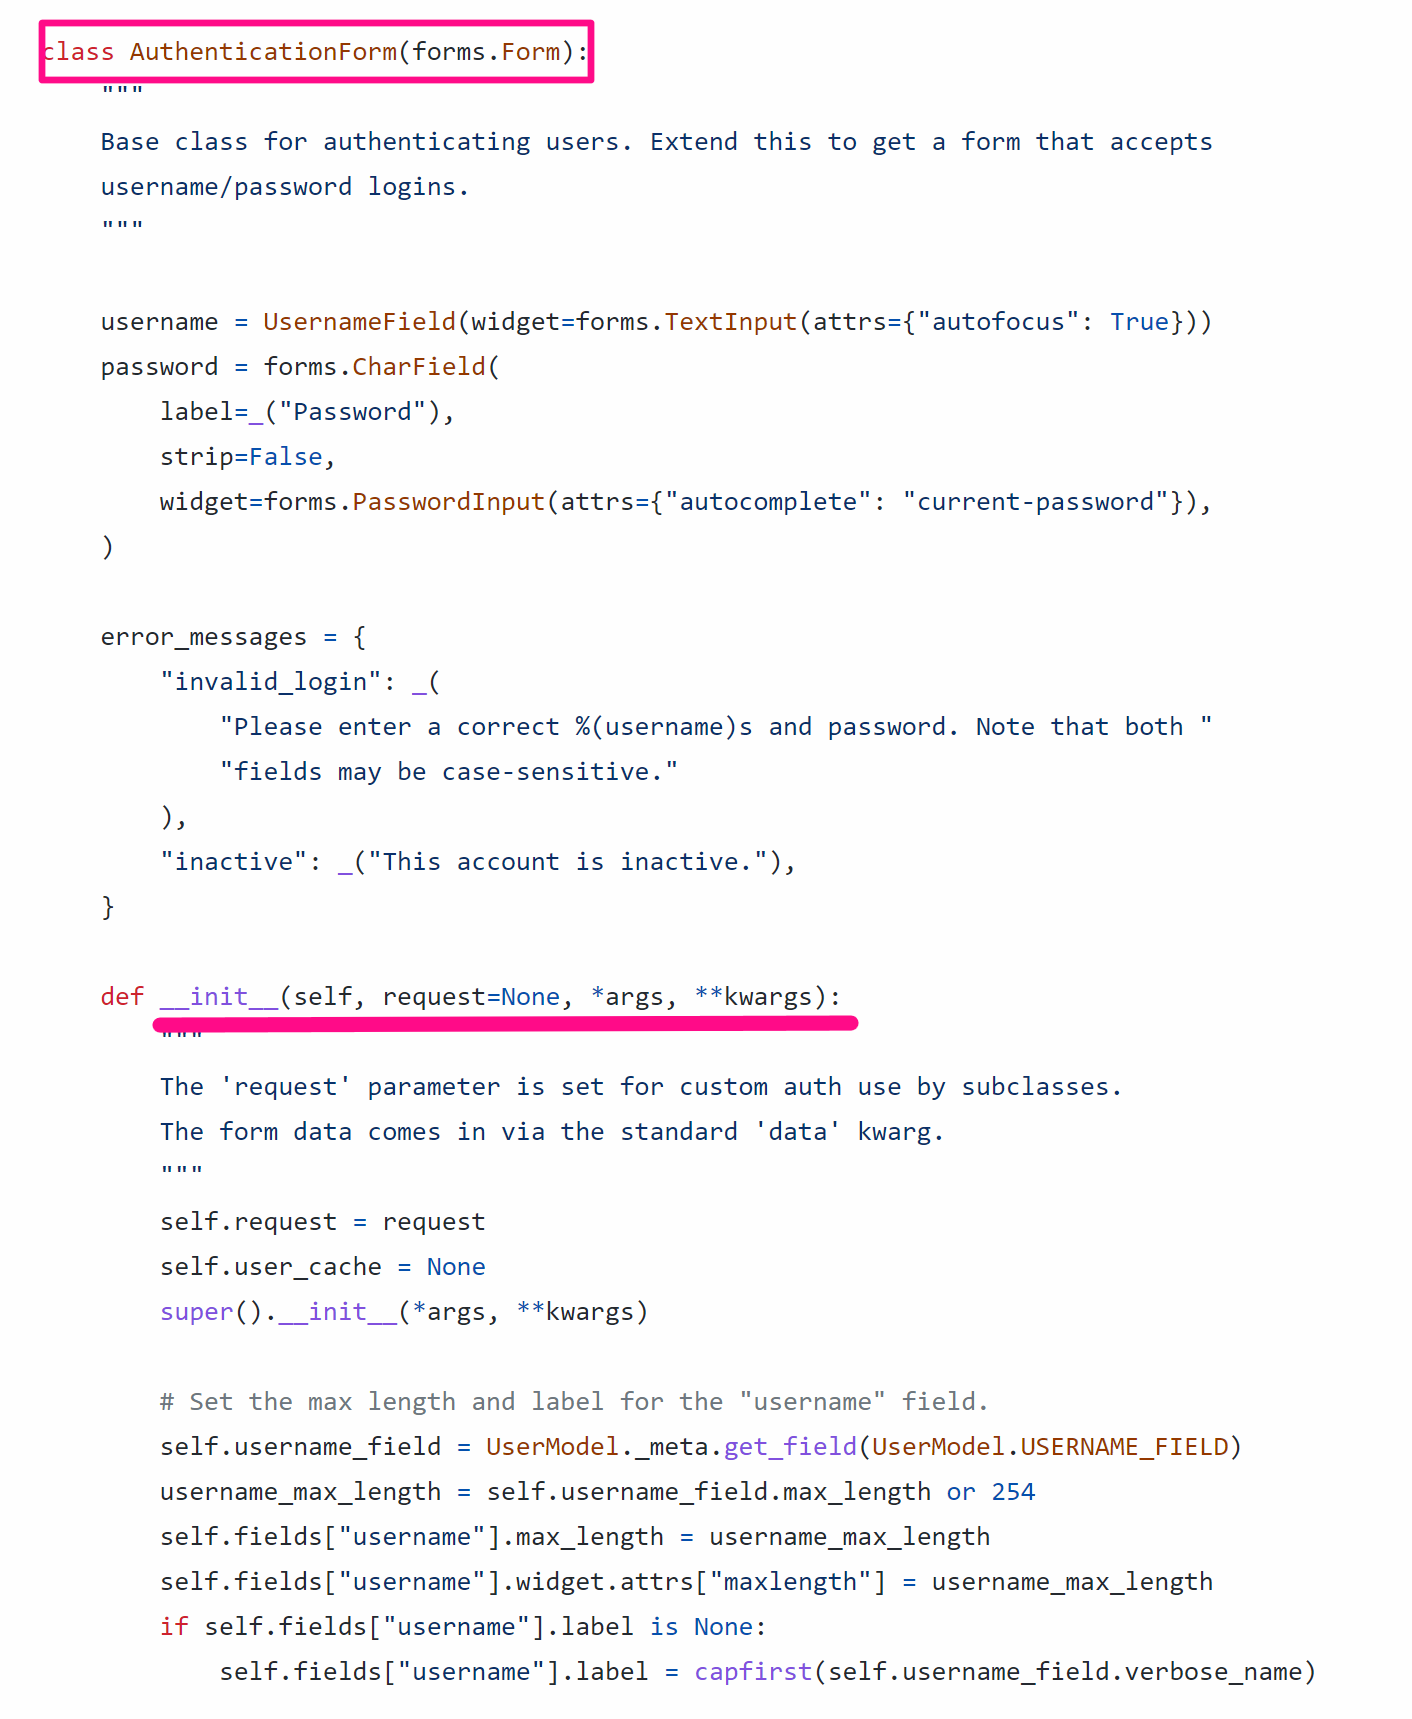 class AuthenticationForm(forms.Form):
    """
    Base class for authenticating users. Extend this to get a form that accepts
    username/password logins.
    """

    username = UsernameField(widget=forms.TextInput(attrs={"autofocus": True}))
    password = forms.CharField(
        label=_("Password"),
        strip=False,
        widget=forms.PasswordInput(attrs={"autocomplete": "current-password"}),
    )

    error_messages = {
        "invalid_login": _(
            "Please enter a correct %(username)s and password. Note that both "
            "fields may be case-sensitive."
        ),
        "inactive": _("This account is inactive."),
    }

    def __init__(self, request=None, *args, **kwargs):
        """
        The 'request' parameter is set for custom auth use by subclasses.
        The form data comes in via the standard 'data' kwarg.
        """
        self.request = request
        self.user_cache = None
        super().__init__(*args, **kwargs)

        # Set the max length and label for the "username" field.
        self.username_field = UserModel._meta.get_field(UserModel.USERNAME_FIELD)
        username_max_length = self.username_field.max_length or 254
        self.fields["username"].max_length = username_max_length
        self.fields["username"].widget.attrs["maxlength"] = username_max_length
        if self.fields["username"].label is None:
            self.fields["username"].label = capfirst(self.username_field.verbose_name)